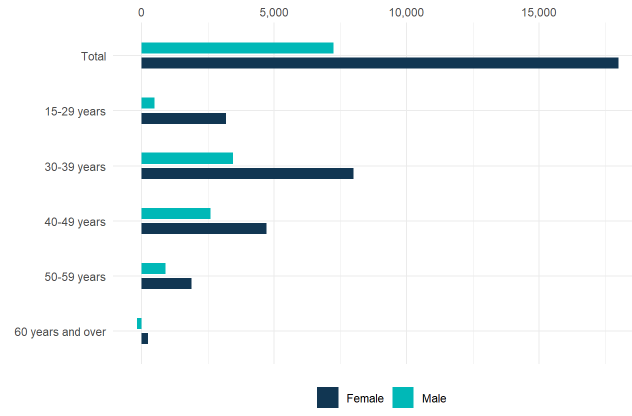 0 5,000 10,000 15,000
Total
15-29 years
30-39 years
40-49 years
50-59 years
60 years and over
Female Male